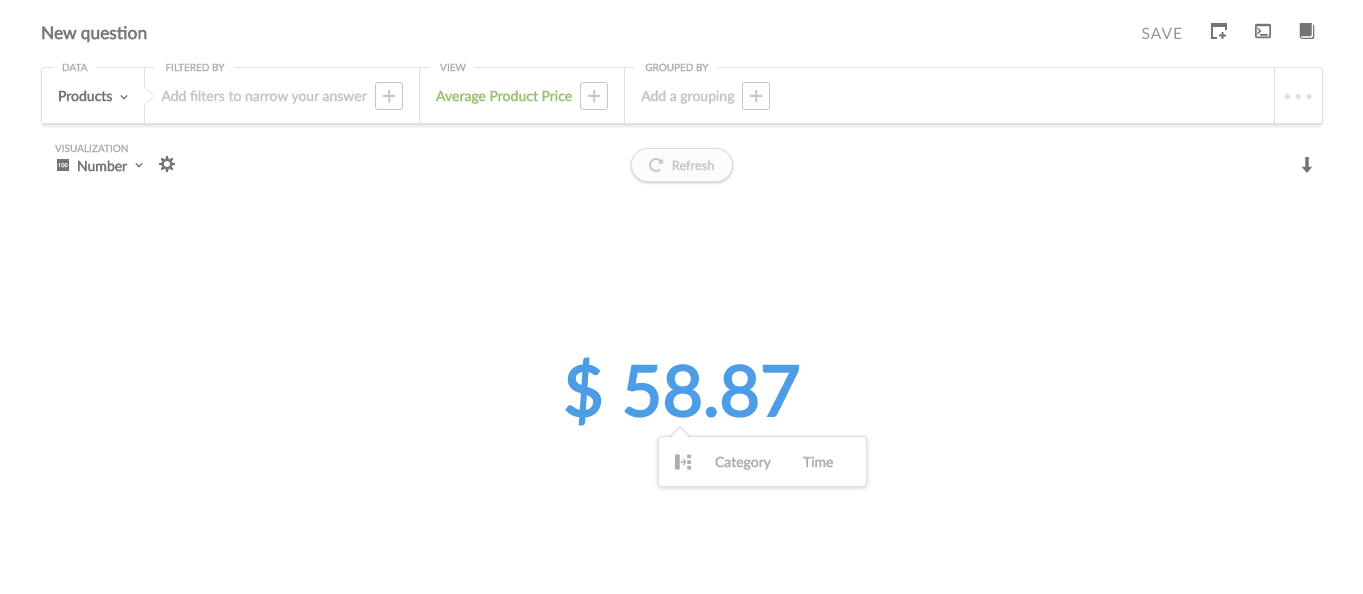 New question
SAVE
DATA
FILTERED BY
VIEW
GROUPED BY
Products
Add filters to narrow your answer
Average Product Price
Add a grouping
VISUALIZATION
100 Number
Refresh
$ 58.87
Category Time